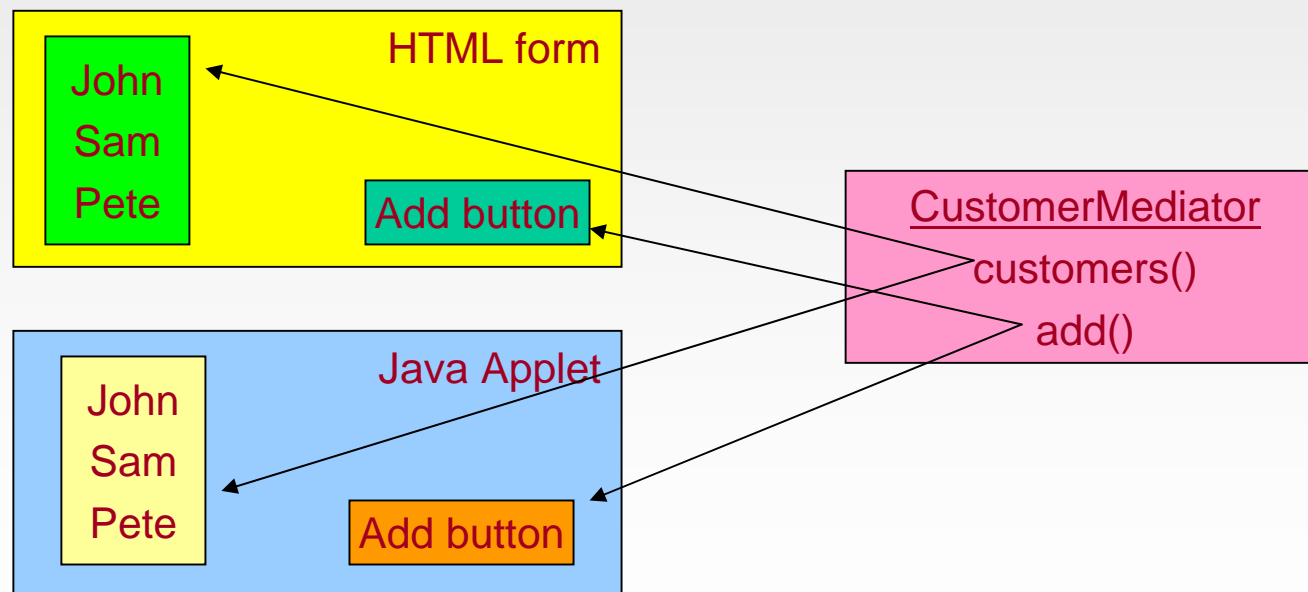 HTML form
John
Sam
Pete
Add button
Java Applet
John
Sam
Pete
Add button
CustomerMediator
customers()
add()